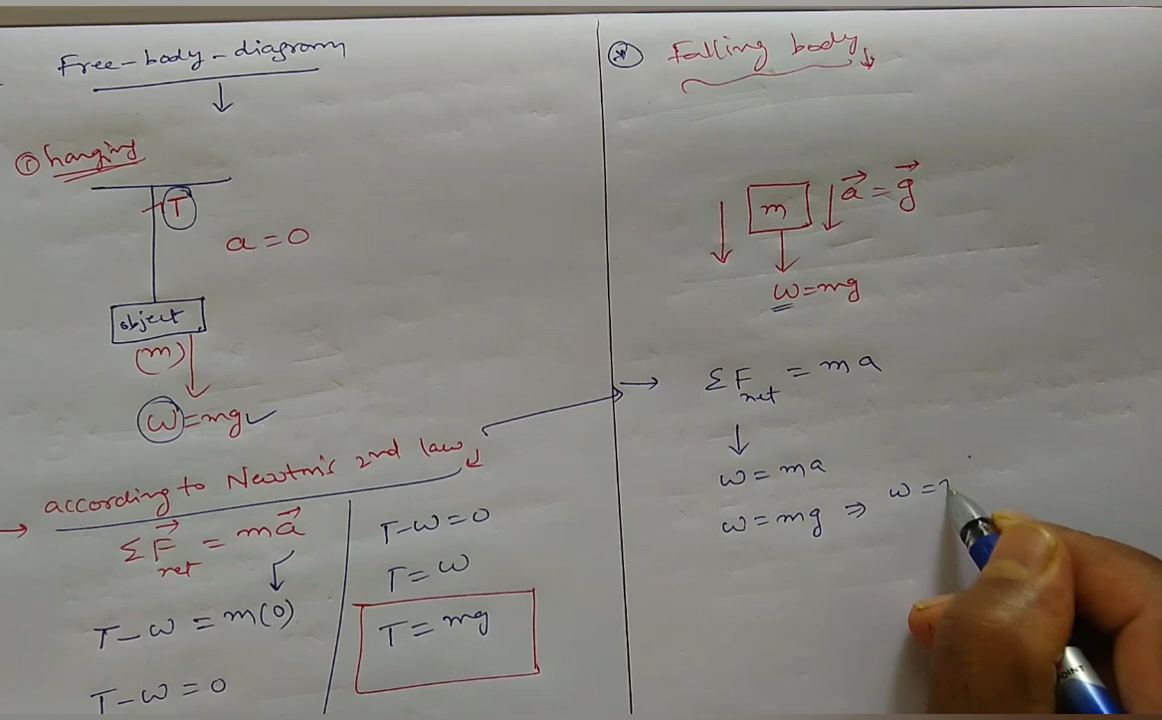 Free-body-diagram
① hanging
T
a=0
object
(m)
W=mg✓
according to Newton's 2nd law
ΣF⃗net = ma⃗
T-W = m(0)
T-W=0
T-W=0
T=W
T=mg
* Falling body
m
a⃗=g⃗
W=mg
→ ΣFnet = ma
W=ma
W=mg ⇒ W=